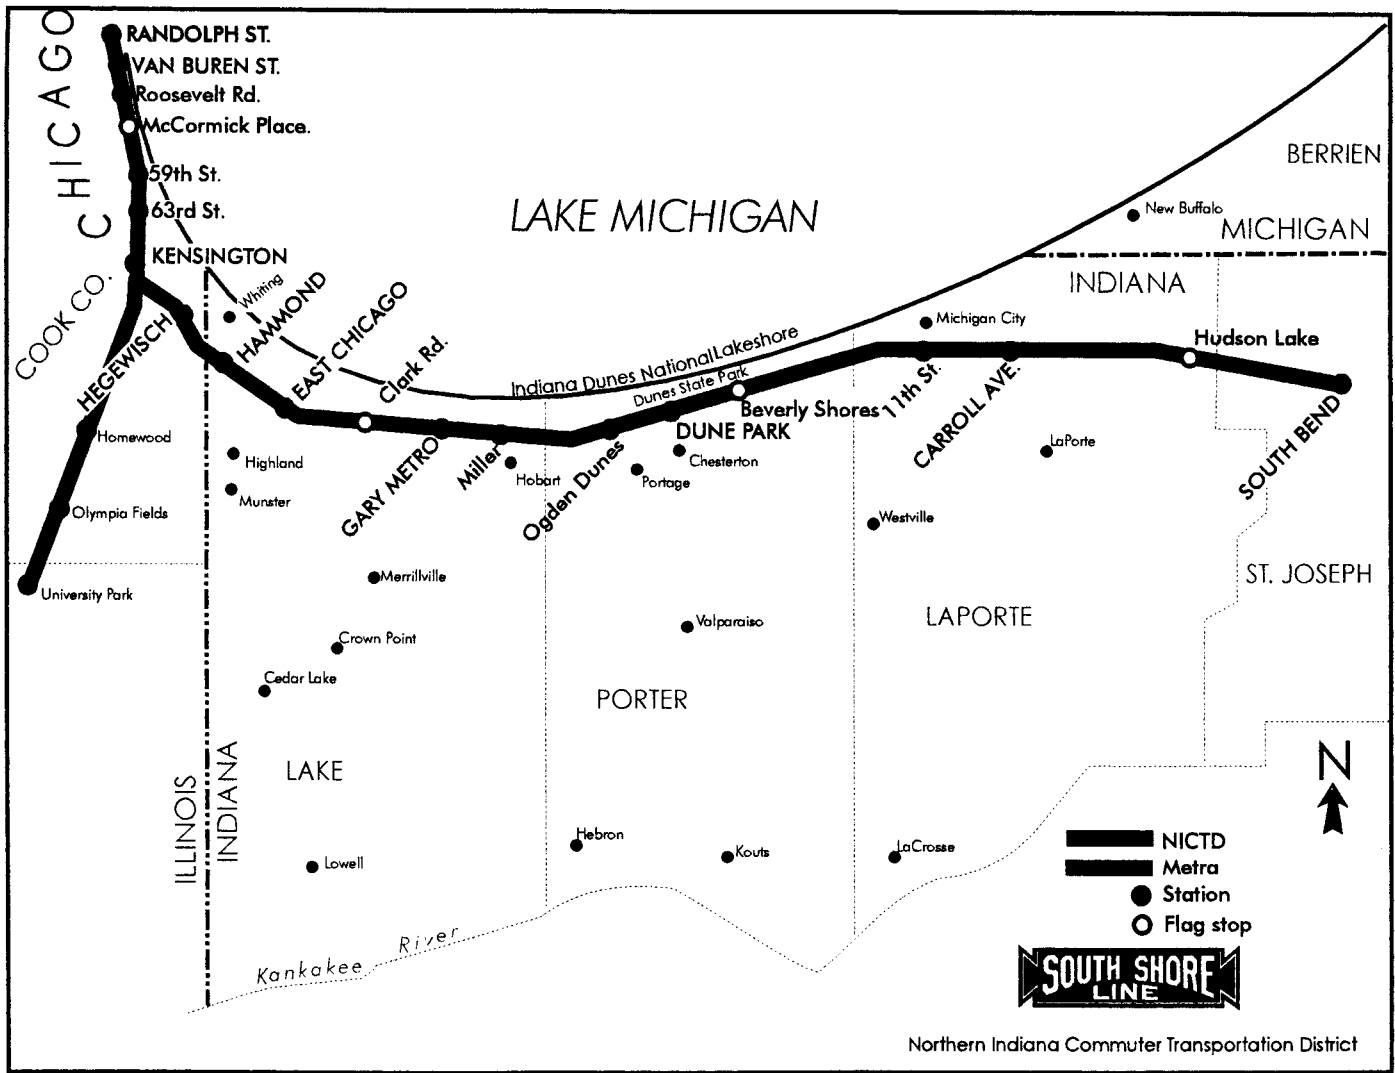 CHICAGO
RANDOLPH ST.
VAN BUREN ST.
Roosevelt Rd.
McCormick Place.
59th St.
63rd St.
KENSINGTON
COOK CO.
HEGEWISCH
Whiting
HAMMOND
EAST CHICAGO
Clark Rd.
LAKE MICHIGAN
BERRIEN
New Buffalo
MICHIGAN
INDIANA
Michigan City
Hudson Lake
Indiana Dunes National Lakeshore
Dunes State Park
Beverly Shores
11th St.
CARROLL AVE.
SOUTH BEND
DUNE PARK
Homewood
Highland
Munster
GARY METRO
Miller
Hobart
Ogden Dunes
Portage
Chesterton
LaPorte
Westville
Olympia Fields
University Park
Merrillville
Crown Point
Cedar Lake
Valparaiso
LAPORTE
ST. JOSEPH
PORTER
LAKE
ILLINOIS
INDIANA
Lowell
Hebron
Kouts
LaCrosse
Kankakee River
N
NICTD
Metra
Station
Flag stop
SOUTH SHORE
LINE
Northern Indiana Commuter Transportation District